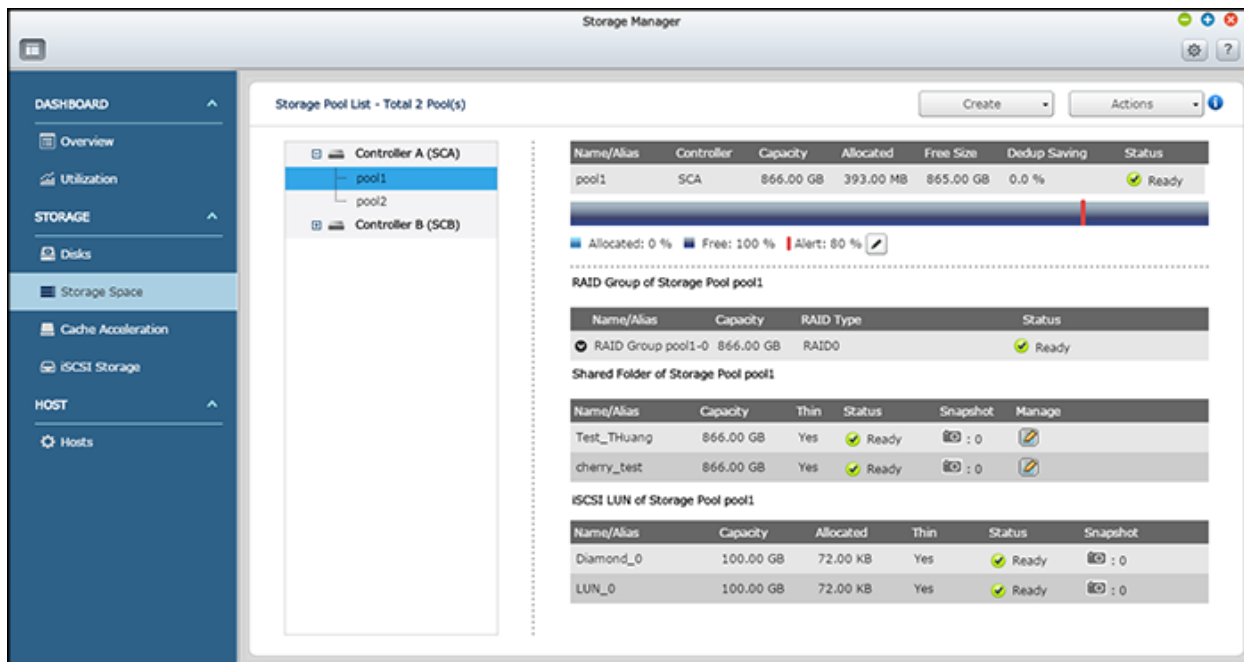 Storage Manager
?
DASHBOARD
Overview
Utilization
STORAGE
Disks
Storage Space
Cache Acceleration
iSCSI Storage
HOST
Hosts
Storage Pool List - Total 2 Pool(s)
Create
Actions
Controller A (SCA)
pool1
pool2
Controller B (SCB)
Name/Alias Controller Capacity Allocated Free Size Dedup Saving Status
pool1 SCA 866.00 GB 393.00 MB 865.00 GB 0.0 % Ready
Allocated: 0 % Free: 100 % Alert: 80 %
RAID Group of Storage Pool pool1
Name/Alias Capacity RAID Type Status
RAID Group pool1-0 866.00 GB RAID0 Ready
Shared Folder of Storage Pool pool1
Name/Alias Capacity Thin Status Snapshot Manage
Test_THuang 866.00 GB Yes Ready : 0
cherry_test 866.00 GB Yes Ready : 0
iSCSI LUN of Storage Pool pool1
Name/Alias Capacity Allocated Thin Status Snapshot
Diamond_0 100.00 GB 72.00 KB Yes Ready : 0
LUN_0 100.00 GB 72.00 KB Yes Ready : 0